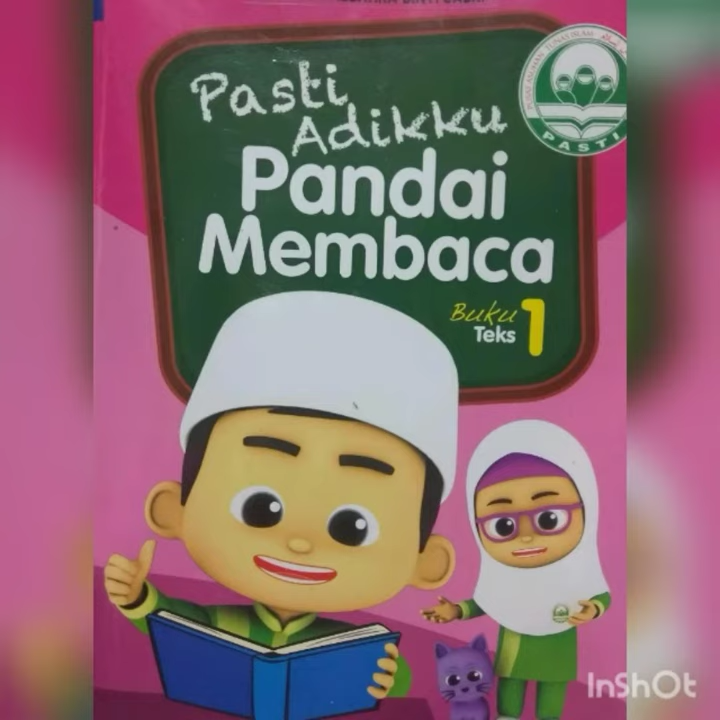 Pasti
Adikku
Pandai
Membaca
Buku
Teks 1
PASTI
InShOt